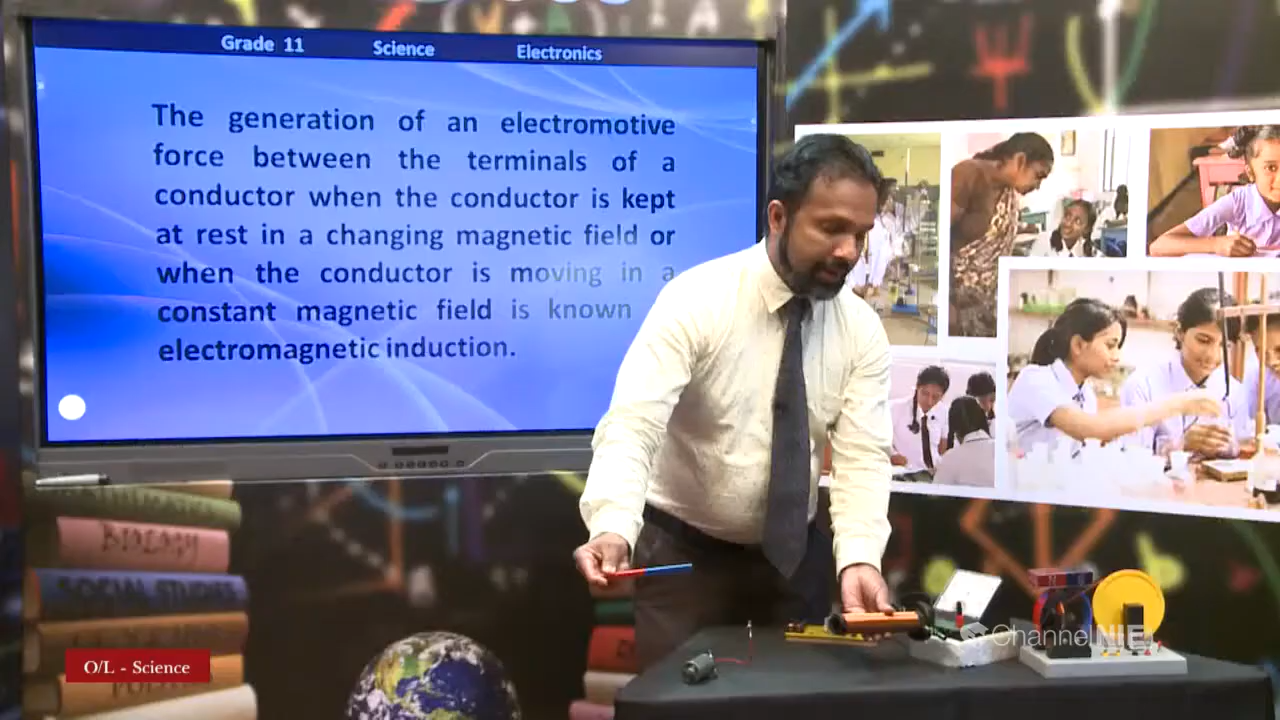 Grade 11 Science Electronics
The generation of an electromotive
force between the terminals of a
conductor when the conductor is kept
at rest in a changing magnetic field or
when the conductor is moving in a
constant magnetic field is known
electromagnetic induction.
BIOLOGY
SOCIAL STUDIES
O/L - Science
ChannelNIE